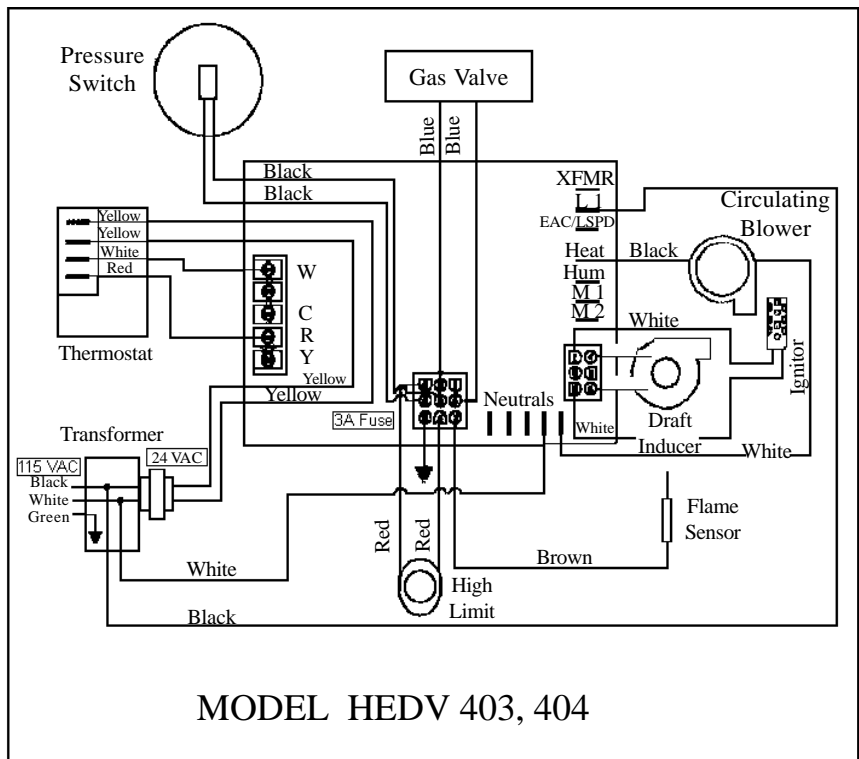 Pressure
Switch
Gas Valve
Blue
Blue
Black
Black
XFMR
L 1
EAC/LSPD
Circulating
Blower
Yellow
Yellow
White
Red
Thermostat
W
C
R
Y
Heat
Black
Hum
M 1
M 2
White
Ignitor
Yellow
Yellow
3A Fuse
Neutrals
White
Draft
Inducer
White
Transformer
24 VAC
115 VAC
Black
White
Green
Flame
Sensor
Red
Red
Brown
White
High
Limit
Black
MODEL HEDV 403, 404